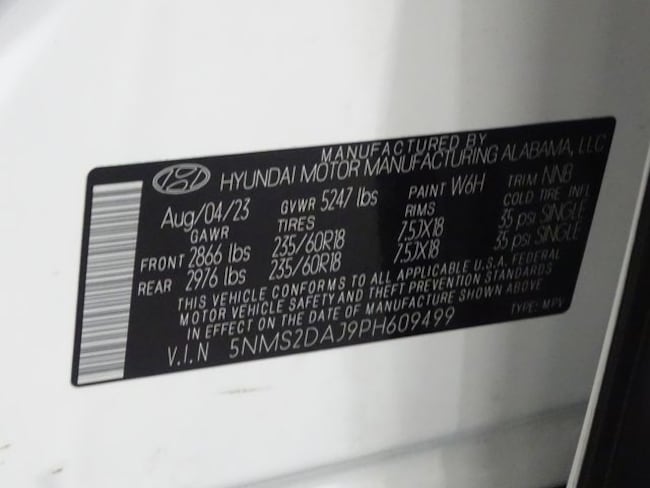 MANUFACTURED BY
HYUNDAI MOTOR MANUFACTURING ALABAMA, LLC
Aug/04/23 GVWR 5247 lbs PAINT W6H TRIM NNB
GAWR TIRES RIMS COLD TIRE INFL
FRONT 2866 lbs 235/60R18 7.5JX18 35 psi SINGLE
REAR 2976 lbs 235/60R18 7.5JX18 35 psi SINGLE
THIS VEHICLE CONFORMS TO ALL APPLICABLE U.S.A. FEDERAL
MOTOR VEHICLE SAFETY AND THEFT PREVENTION STANDARDS
IN EFFECT ON THE DATE OF MANUFACTURE SHOWN ABOVE
V.I.N 5NMS2DAJ9PH609499 TYPE:MPV